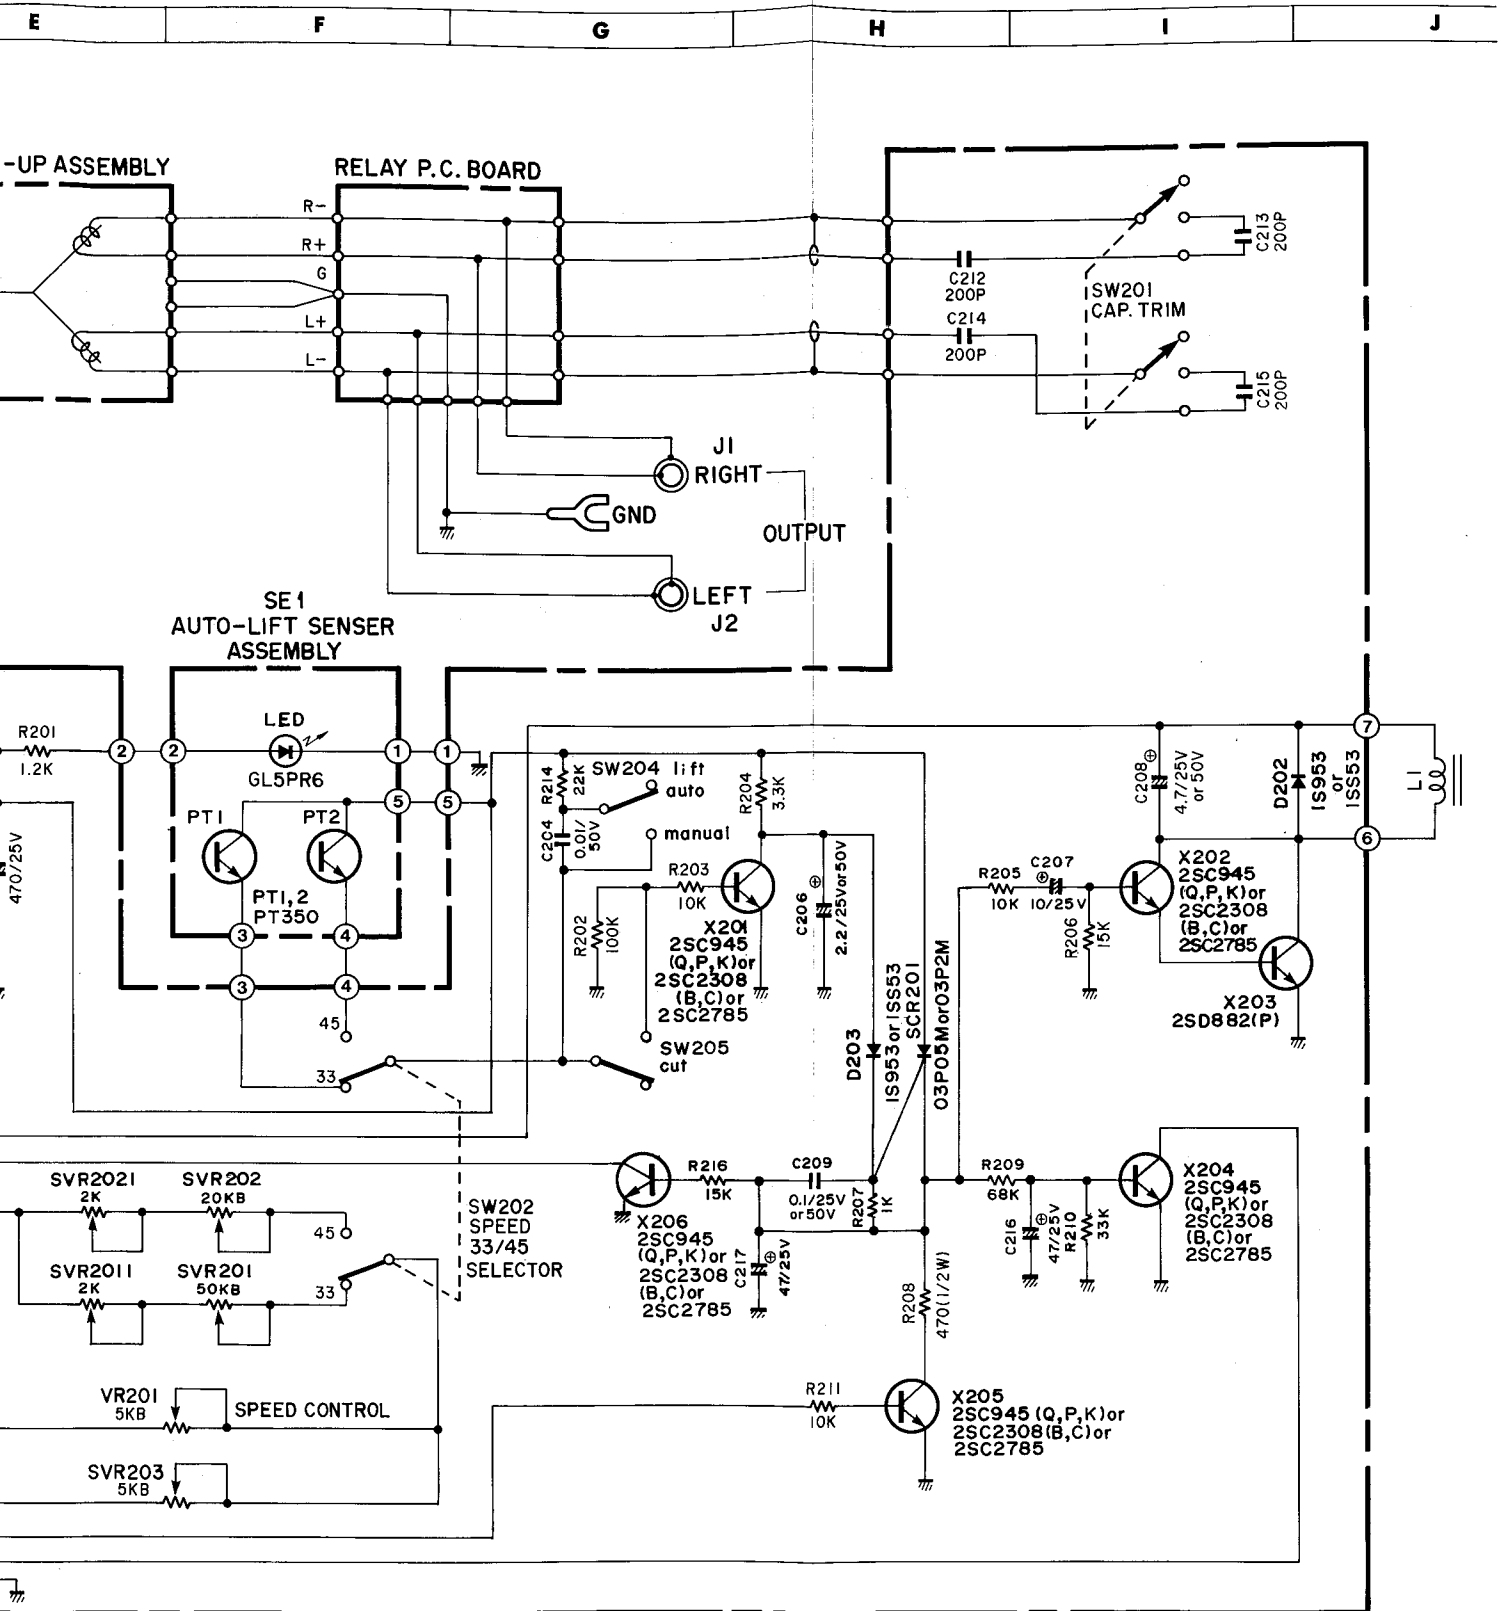 E F G H I J
-UP ASSEMBLY
RELAY P.C. BOARD
R-
R+
G
L+
L-
C212
200P
C214
200P
C213
200P
SW201
CAP. TRIM
C215
200P
J1
RIGHT
GND
OUTPUT
LEFT
J2
SE1
AUTO-LIFT SENSER
ASSEMBLY
R201
1.2K
2
2
LED
GL5PR6
1
1
5
5
PT1
PT2
PT1,2
PT350
3
4
3
4
470/25V
R214
22K
SW204 lift
auto
manual
C204
0.01/
50V
R204
3.3K
R203
10K
R202
100K
X201
2SC945
(Q,P,K)or
2SC2308
(B,C)or
2SC2785
C206
2.2/25Vor50V
SW205
cut
D203
1S953or1SS53
SCR201
03P05Mor03P2M
C208
4.7/25V
or 50V
D202
1S953
or
1SS53
7
L1
6
R205
10K
C207
10/25V
R206
15K
X202
2SC945
(Q,P,K)or
2SC2308
(B,C)or
2SC2785
X203
2SD882(P)
45
33
SVR2021
2K
SVR202
20KB
45
SVR2011
2K
SVR201
50KB
33
SW202
SPEED
33/45
SELECTOR
VR201
5KB
SPEED CONTROL
SVR203
5KB
X206
2SC945
(Q,P,K)or
2SC2308
(B,C)or
2SC2785
R216
15K
C209
0.1/25V
or50V
R207
1K
C217
47/25V
R208
470(1/2W)
R209
68K
C216
47/25V
R210
33K
X204
2SC945
(Q,P,K)or
2SC2308
(B,C)or
2SC2785
R211
10K
X205
2SC945(Q,P,K)or
2SC2308(B,C)or
2SC2785